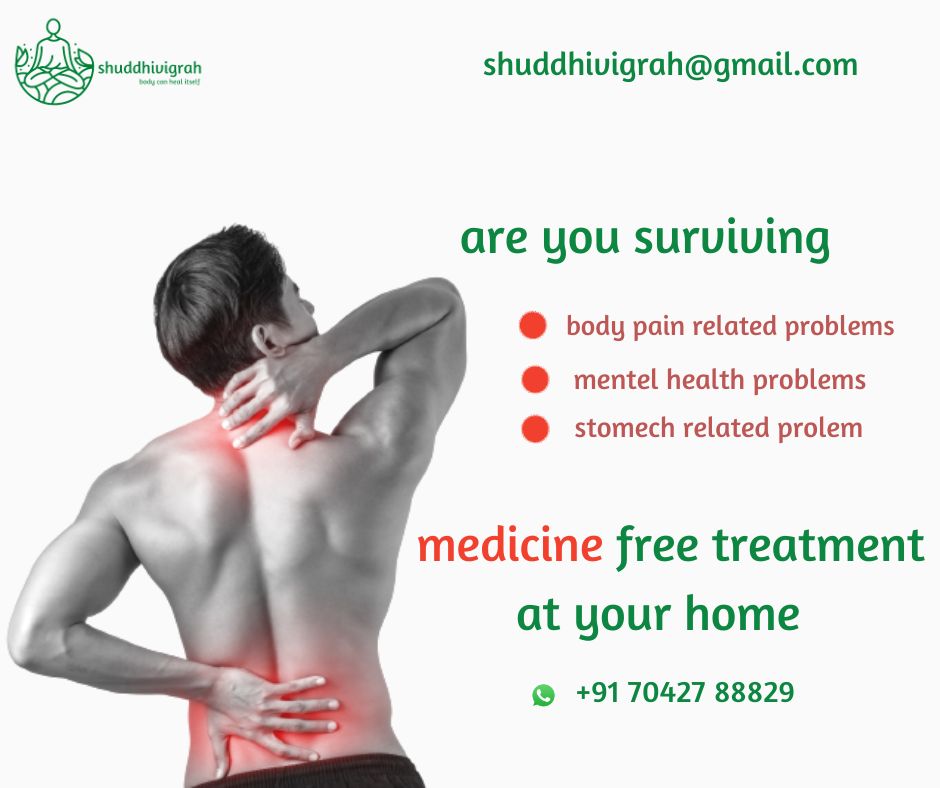 shuddhivigrah
body can heal itself
shuddhivigrah@gmail.com
are you surviving
body pain related problems
mentel health problems
stomech related prolem
medicine free treatment
at your home
+91 70427 88829